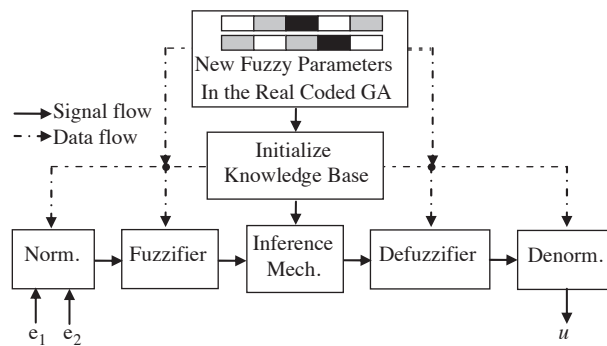 New Fuzzy Parameters
In the Real Coded GA
Signal flow
Data flow
Initialize
Knowledge Base
Norm.
Fuzzifier
Inference
Mech.
Defuzzifier
Denorm.
e1 e2
u